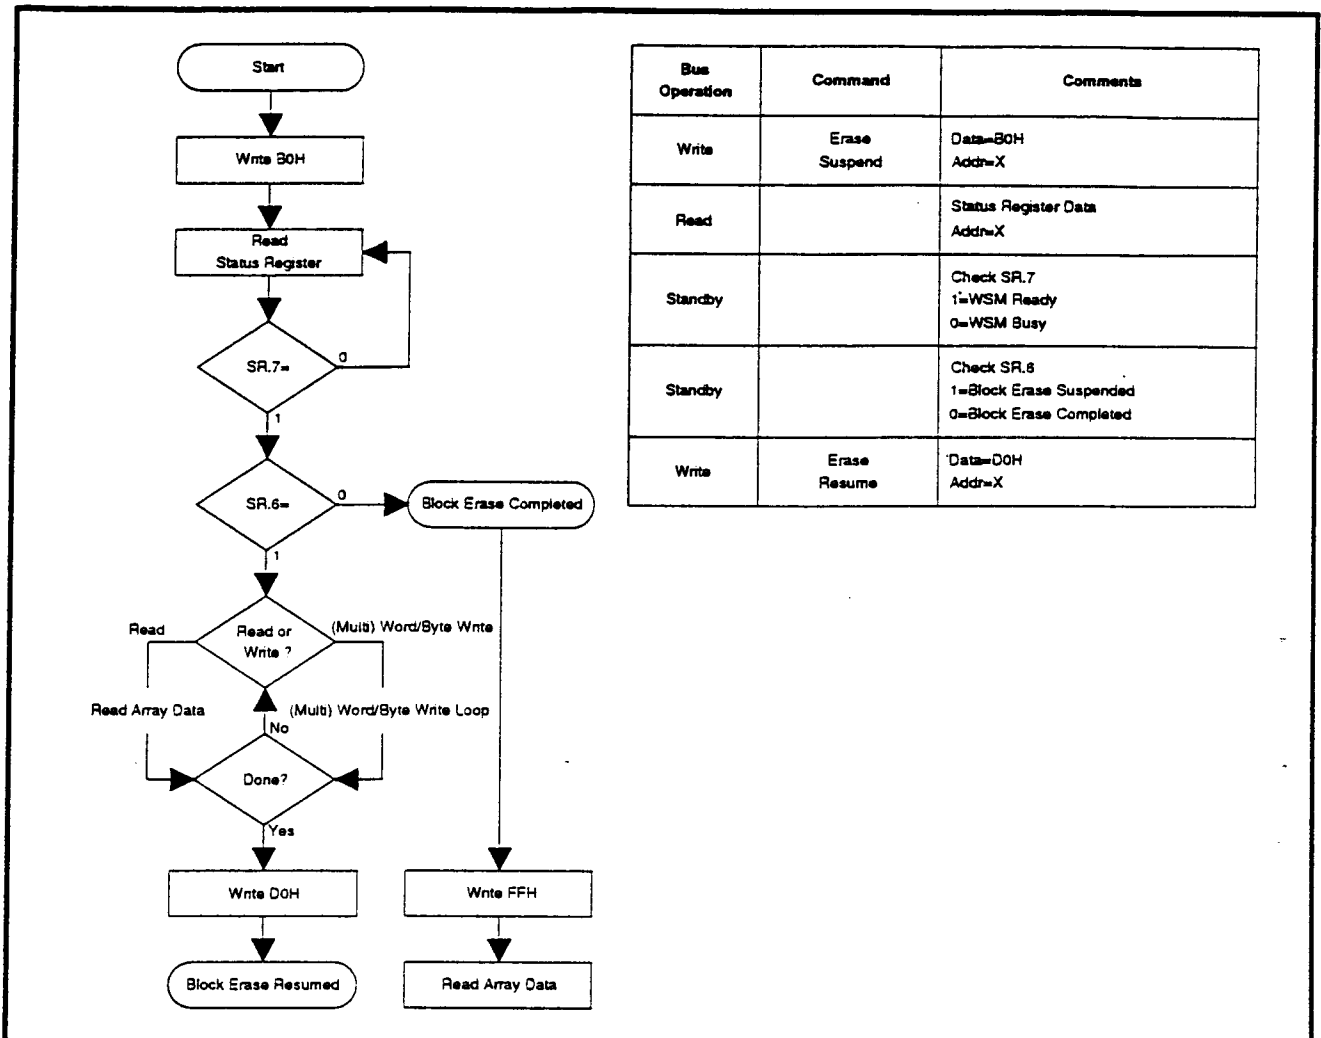 Start
Write B0H
Read
Status Register
SR.7=
0
1
SR.6=
0
Block Erase Completed
1
Read or
Write ?
Read
(Multi) Word/Byte Write
Read Array Data
(Multi) Word/Byte Write Loop
No
Done?
Yes
Write D0H
Write FFH
Block Erase Resumed
Read Array Data
Bus
Operation
Command
Comments
Write
Erase
Suspend
Data=B0H
Addr=X
Read
Status Register Data
Addr=X
Standby
Check SR.7
1=WSM Ready
0=WSM Busy
Standby
Check SR.6
1=Block Erase Suspended
0=Block Erase Completed
Write
Erase
Resume
Data=D0H
Addr=X